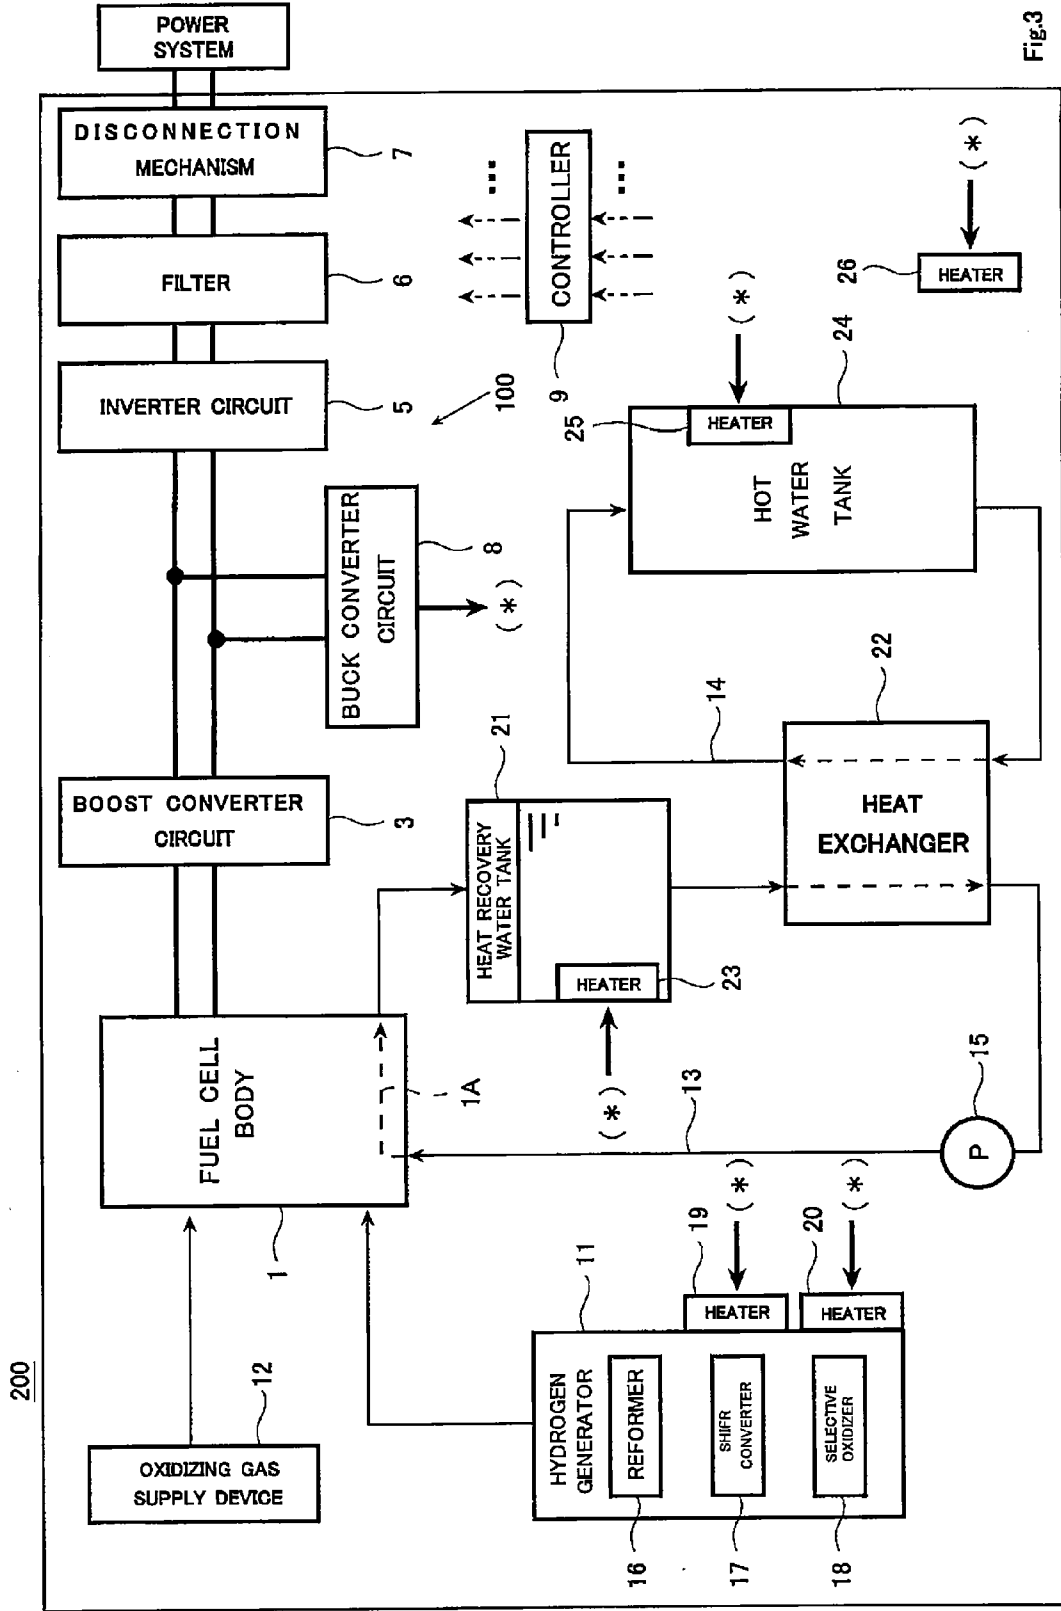 Fig.3
200
POWER
SYSTEM
DISCONNECTION
MECHANISM
7
FILTER
6
INVERTER CIRCUIT
5
100
BUCK CONVERTER
CIRCUIT
8
(*)
BOOST CONVERTER
CIRCUIT
3
FUEL CELL
BODY
1
1A
OXIDIZING GAS
SUPPLY DEVICE
12
CONTROLLER
9
...
...
HEATER
26
(*)
HOT
WATER
TANK
24
HEATER
25
(*)
HEAT
EXCHANGER
22
14
HEAT RECOVERY
WATER TANK
21
HEATER
23
(*)
13
P
15
HYDROGEN
GENERATOR
11
REFORMER
16
SHIFR
CONVERTER
17
SELECTIVE
OXIDIZER
18
HEATER
19
(*)
HEATER
20
(*)